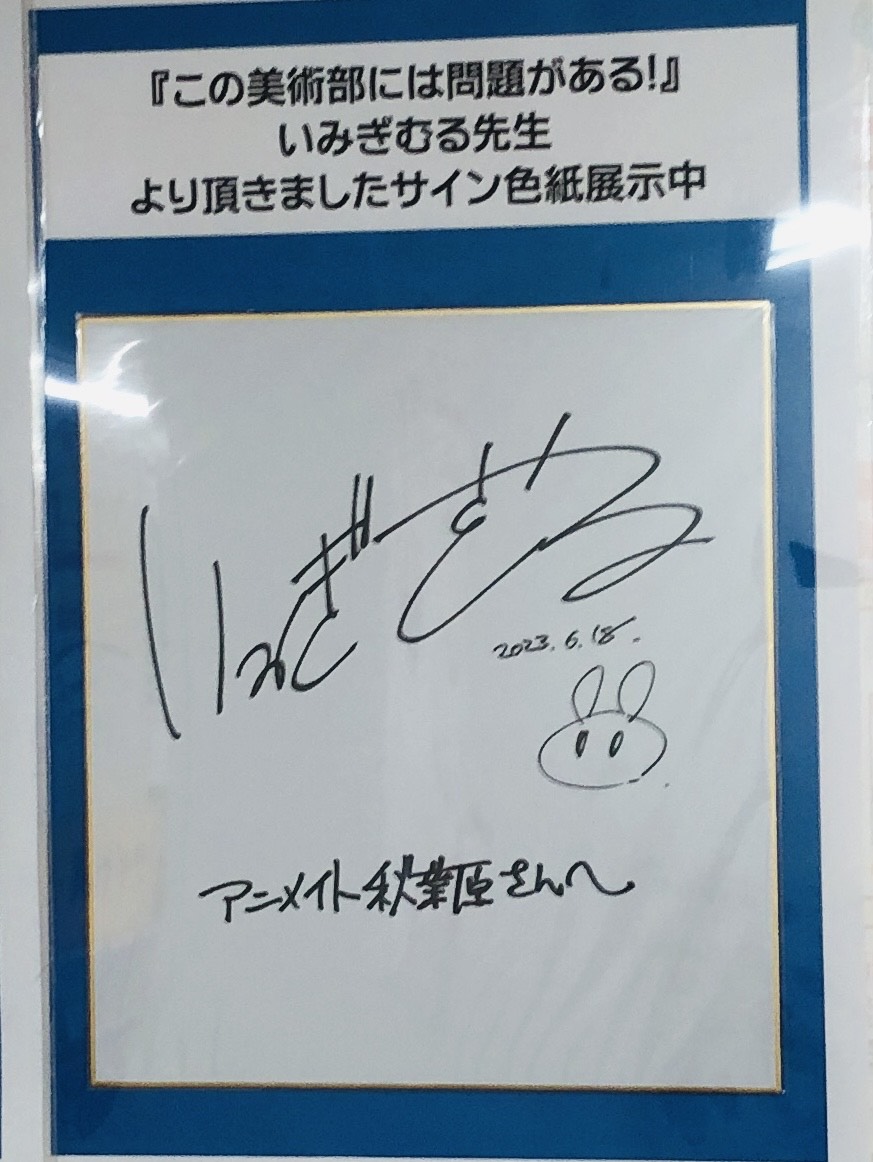 『この美術部には問題がある!』
いみぎむる先生
より頂きましたサイン色紙展示中
いみぎむる
2023.6.18.
アニメイト秋葉原さんへ